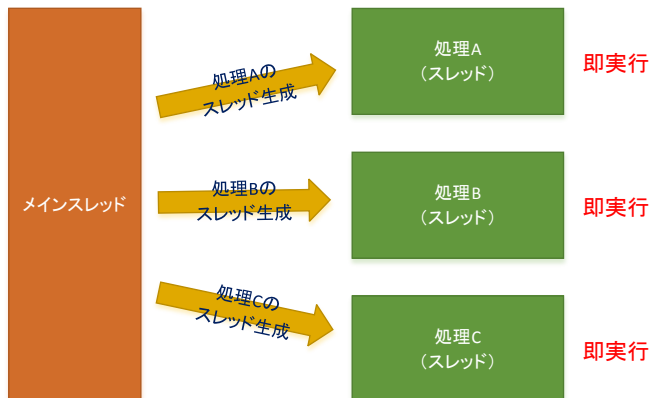 メインスレッド
処理Aの
スレッド生成
処理A
（スレッド）
即実行
処理Bの
スレッド生成
処理B
（スレッド）
即実行
処理Cの
スレッド生成
処理C
（スレッド）
即実行